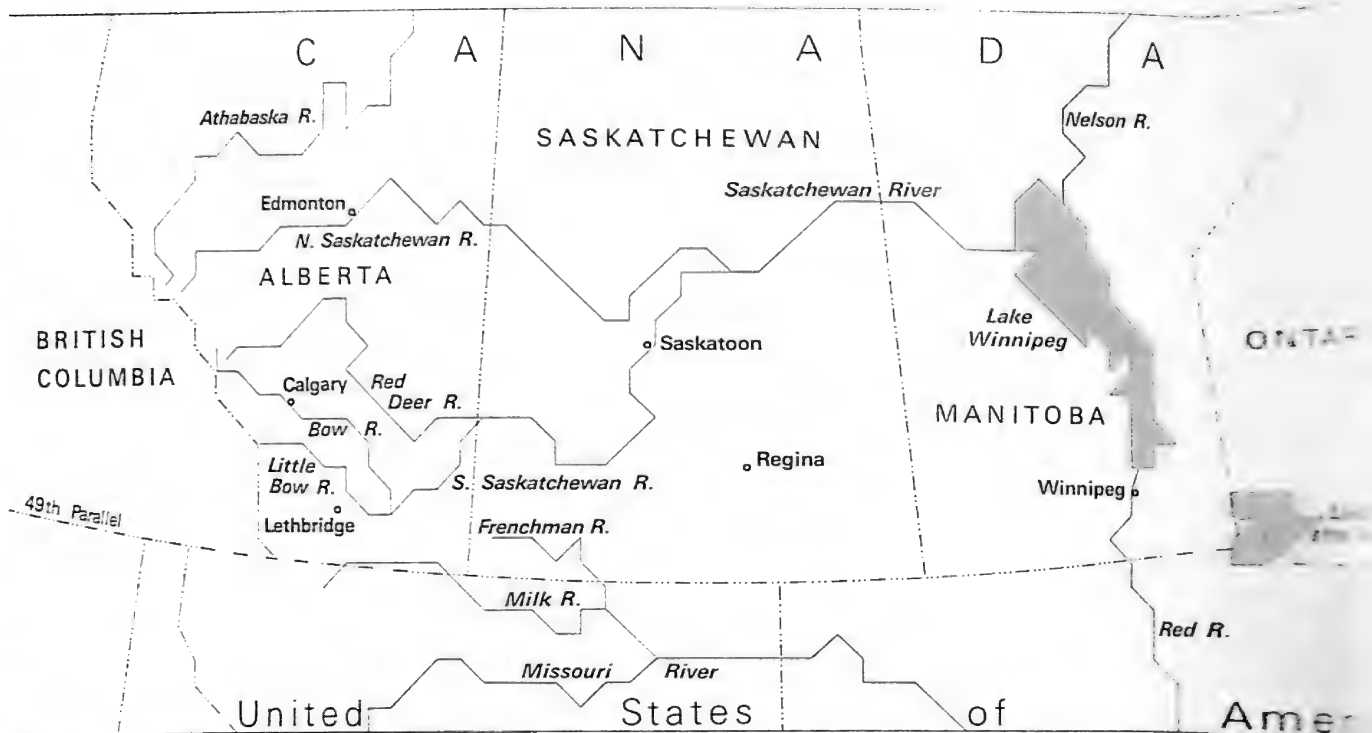 C A N A D A
Athabaska R.
Nelson R.
SASKATCHEWAN
Saskatchewan River
Edmonton
N. Saskatchewan R.
ALBERTA
BRITISH
COLUMBIA
Lake
Winnipeg
Saskatoon
Calgary
Red
Deer R.
Bow R.
MANITOBA
Little
Bow R.
S. Saskatchewan R.
Regina
Winnipeg
49th Parallel
Lethbridge
Frenchman R.
Milk R.
Red R.
Missouri River
United States of Amer